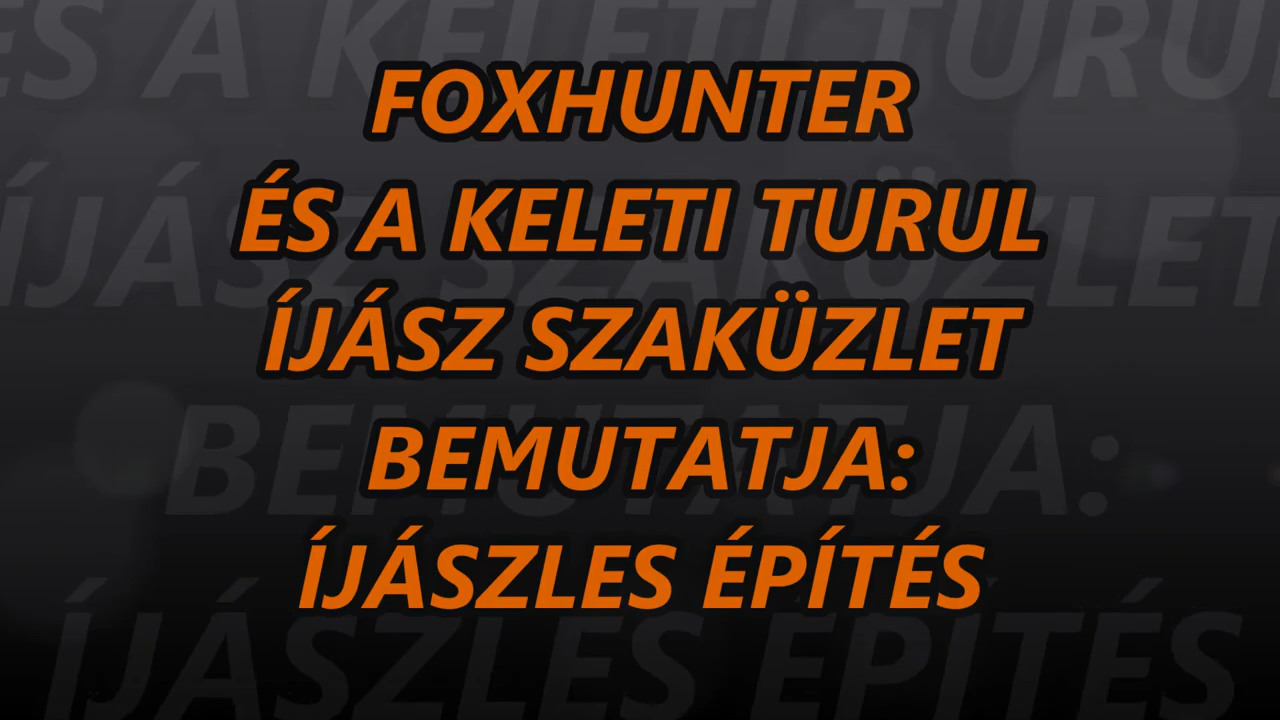 FOXHUNTER
ÉS A KELETI TURUL
ÍJÁSZ SZAKÜZLET
BEMUTATJA:
ÍJÁSZLES ÉPÍTÉS